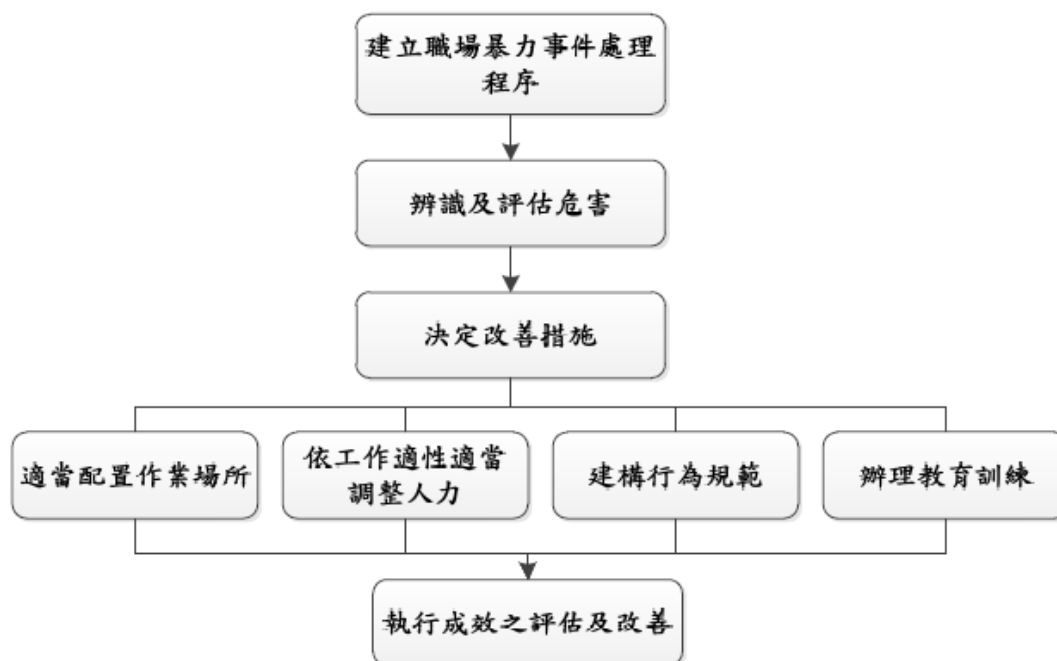 建立職場暴力事件處理
程序
辨識及評估危害
決定改善措施
適當配置作業場所
依工作適性適當
調整人力
建構行為規範
辦理教育訓練
執行成效之評估及改善